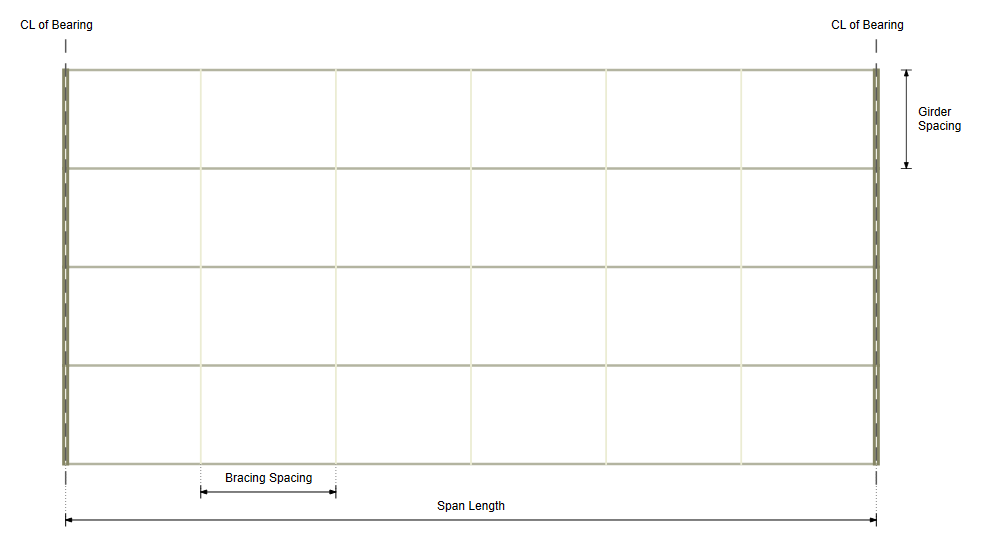 CL of Bearing
CL of Bearing
Girder
Spacing
Bracing Spacing
Span Length